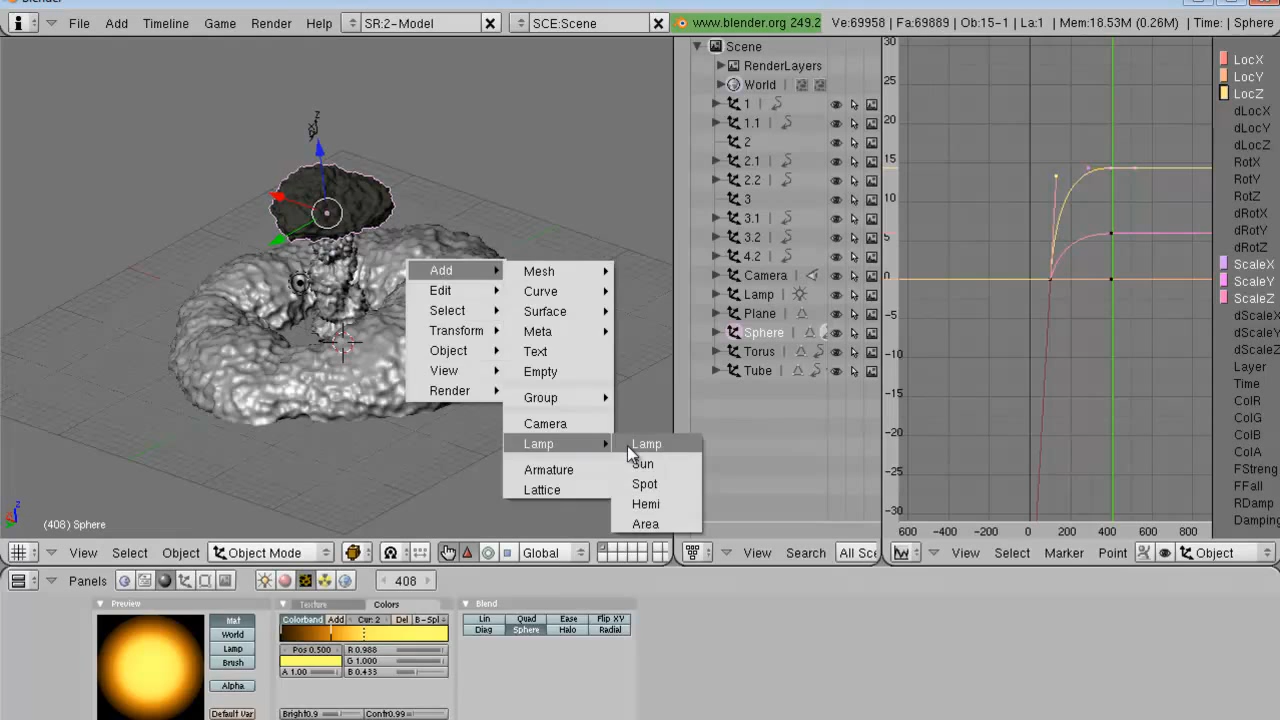 Blender
File Add Timeline Game Render Help SR:2-Model SCE:Scene www.blender.org 249.2 Ve:69958 | Fa:69889 | Ob:15-1 | La:1 | Mem:18.53M (0.26M) | Time: | Sphere
Z
(408) Sphere
Add
Edit
Select
Transform
Object
View
Render
Mesh
Curve
Surface
Meta
Text
Empty
Group
Camera
Lamp
Armature
Lattice
Lamp
Sun
Spot
Hemi
Area
View Select Object Object Mode Global
Scene
RenderLayers
World
1
1.1
2
2.1
2.2
3
3.1
3.2
4.2
Camera
Lamp
Plane
Sphere
Torus
Tube
View Search All Sce
30
25
20
15
10
5
0
-5
-10
-15
-20
-25
-30
-600 -400 -200 0 200 400 600 800
LocX
LocY
LocZ
dLocX
dLocY
dLocZ
RotX
RotY
RotZ
dRotX
dRotY
dRotZ
ScaleX
ScaleY
ScaleZ
dScaleX
dScaleY
dScaleZ
Layer
Time
ColR
ColG
ColB
ColA
FStreng
FFall
RDamp
Damping
View Select Marker Point Object
Panels 408
Preview
Mat
World
Lamp
Brush
Alpha
Default Var
Texture Colors
Colorband Add Cur: 2 Del B-Spl
Pos 0.500 R 0.988
G 1.000
A 1.00 B 0.433
Bright0.9 Contr0.99
Blend
Lin Quad Ease Flip XY
Diag Sphere Halo Radial